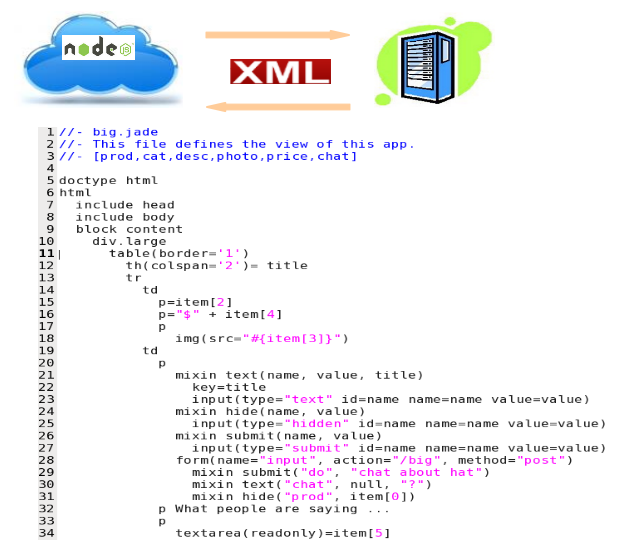 node JS
XML
1 //- big.jade
2 //- This file defines the view of this app.
3 //- [prod,cat,desc,photo,price,chat]
4
5 doctype html
6 html
7   include head
8   include body
9   block content
10     div.large
11       table(border='1')
12         th(colspan='2')= title
13         tr
14           td
15             p=item[2]
16             p="$" + item[4]
17             p
18               img(src="#{item[3]}")
19           td
20             p
21               mixin text(name, value, title)
22                 key=title
23                 input(type="text" id=name name=name value=value)
24               mixin hide(name, value)
25                 input(type="hidden" id=name name=name value=value)
26               mixin submit(name, value)
27                 input(type="submit" id=name name=name value=value)
28               form(name="input", action="/big", method="post")
29                 mixin submit("do", "chat about hat")
30                 mixin text("chat", null, "?")
31                 mixin hide("prod", item[0])
32             p What people are saying ...
33             p
34               textarea(readonly)=item[5]